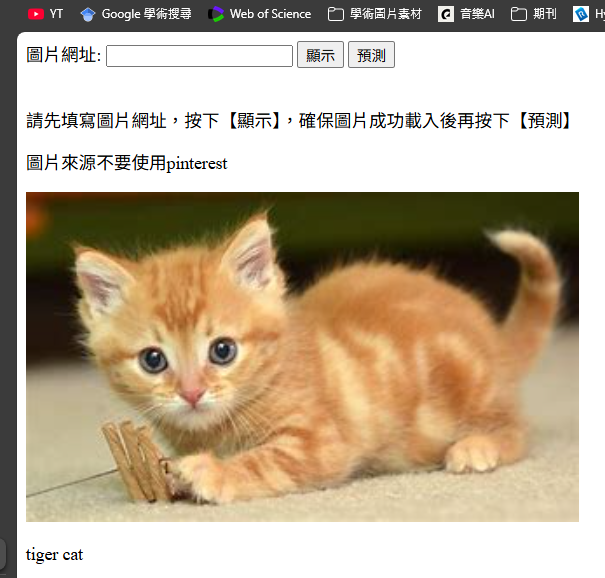 YT Google 學術搜尋 Web of Science 學術圖片素材 音樂AI 期刊 Hy
圖片網址: 顯示 預測
請先填寫圖片網址，按下【顯示】，確保圖片成功載入後再按下【預測】
圖片來源不要使用pinterest
tiger cat